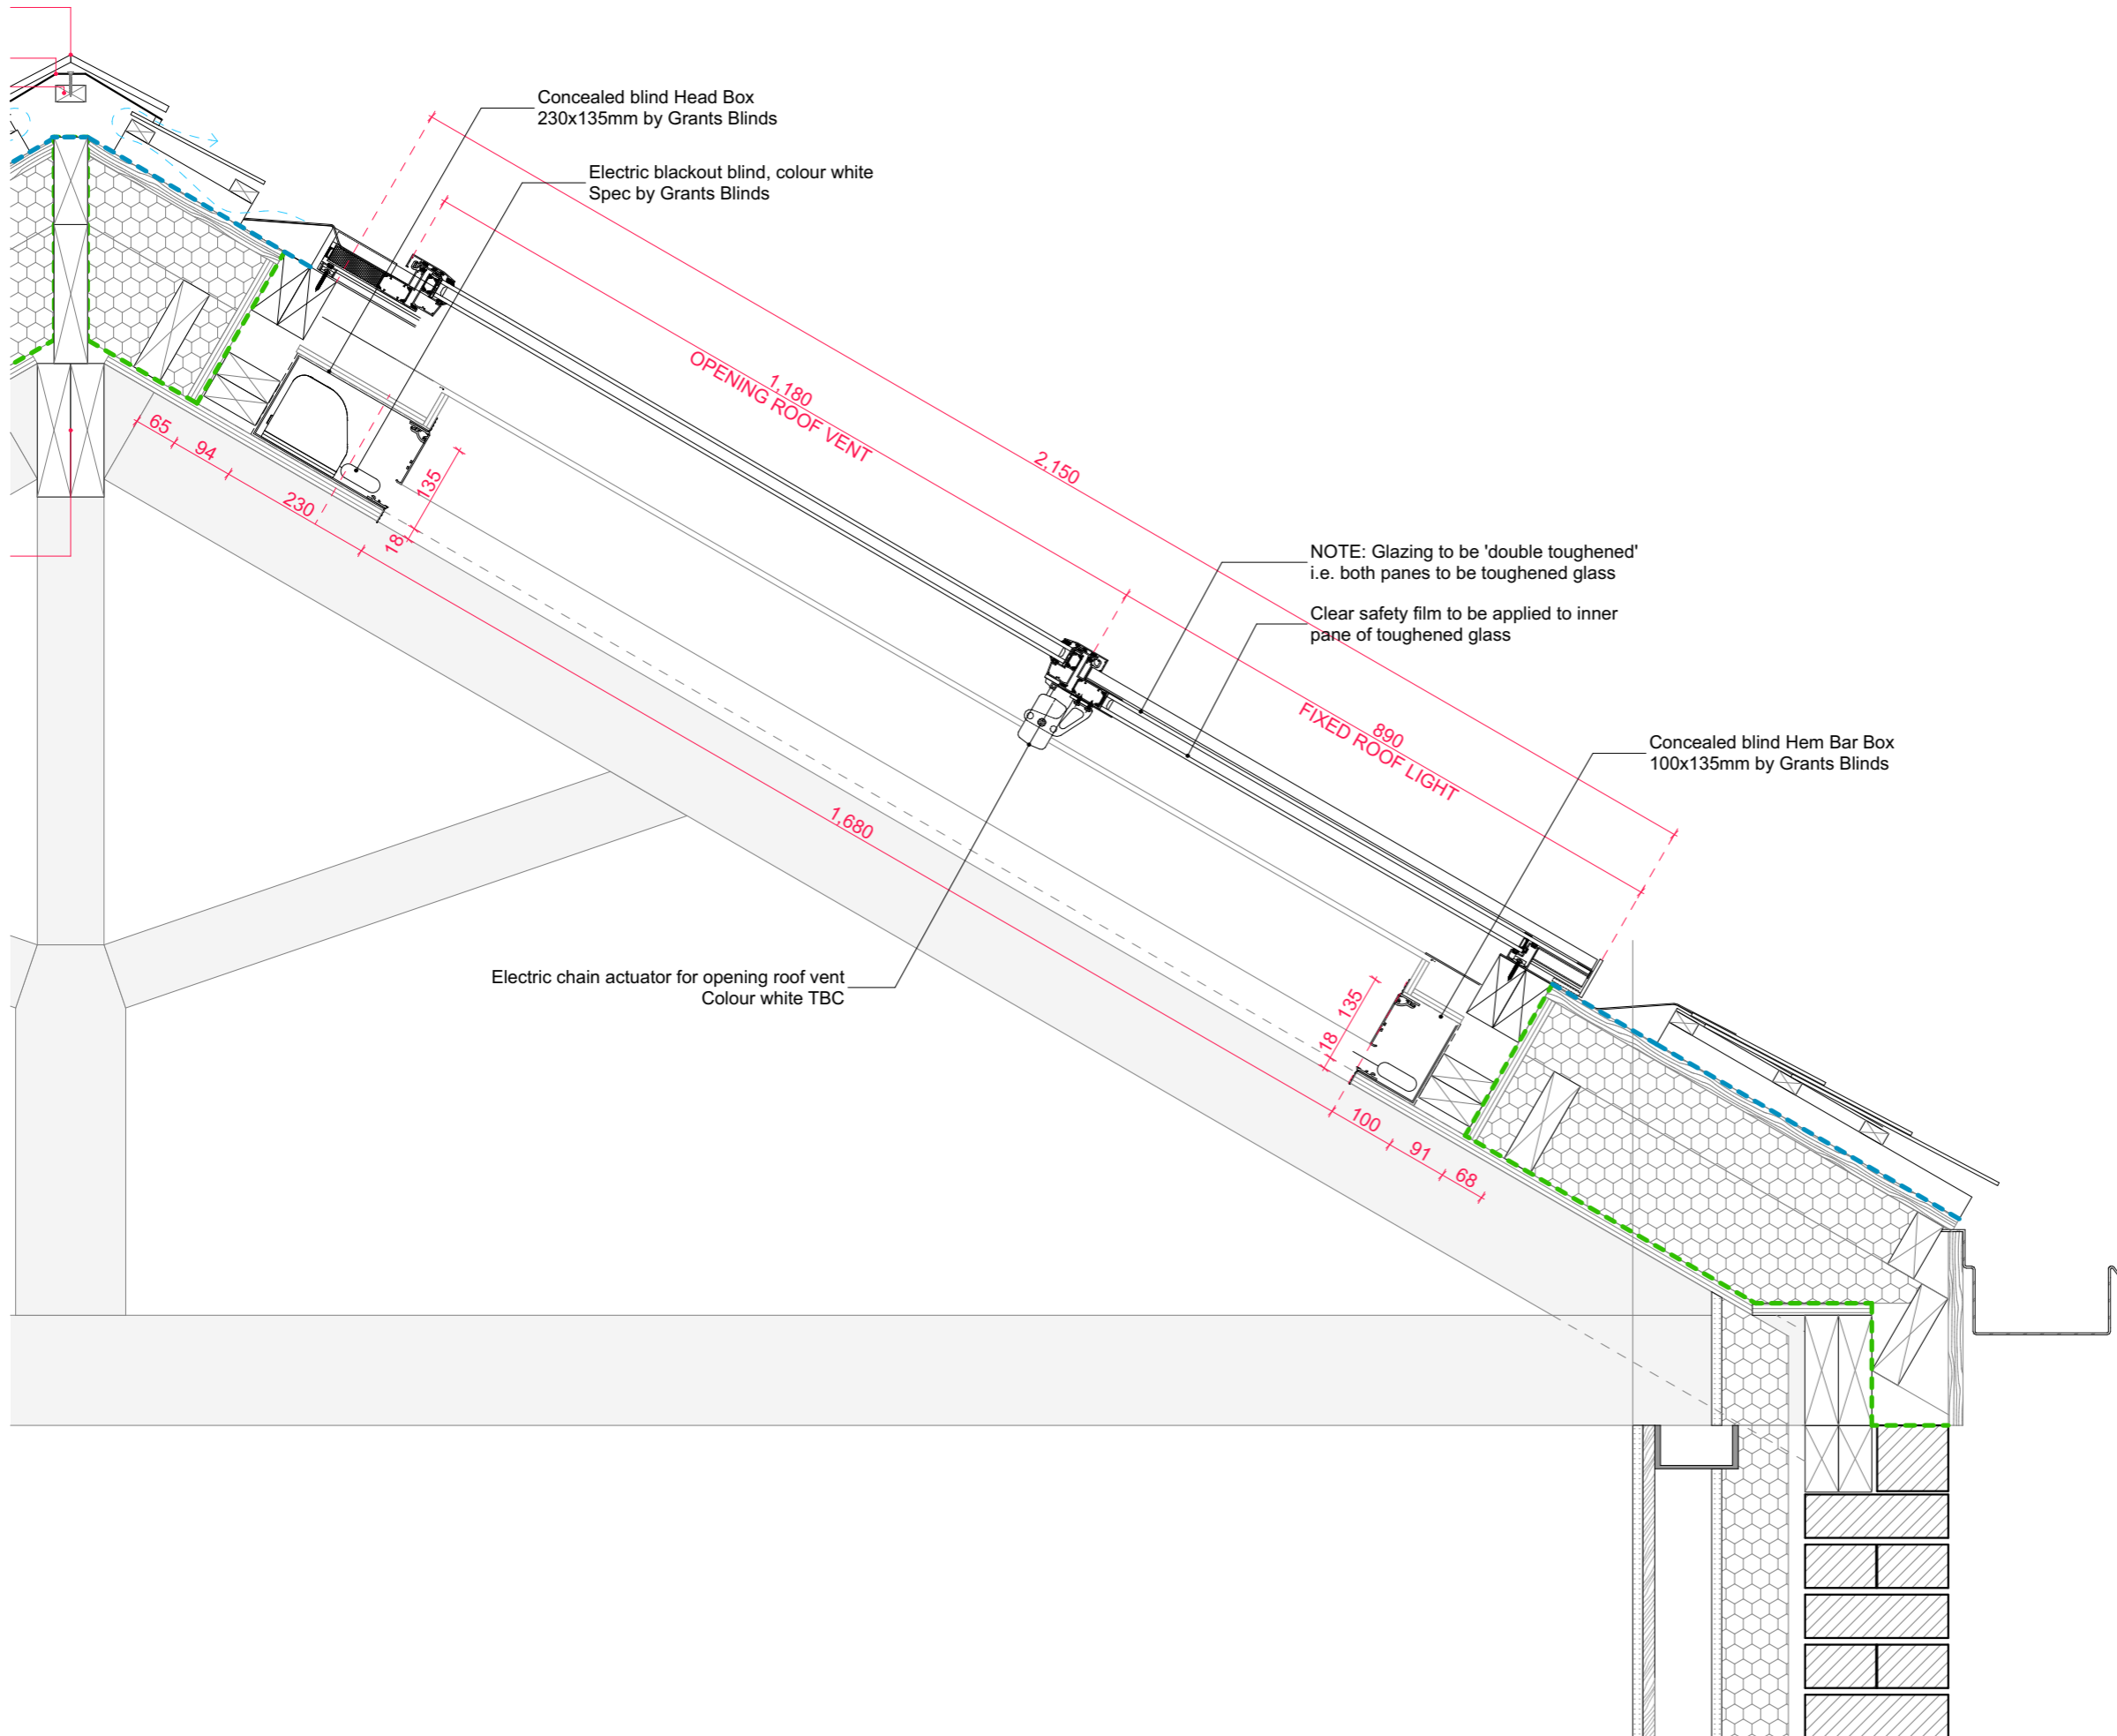 Concealed blind Head Box
230x135mm by Grants Blinds
Electric blackout blind, colour white
Spec by Grants Blinds
1,180
OPENING ROOF VENT
2,150
65
94
230
135
18
NOTE: Glazing to be 'double toughened'
i.e. both panes to be toughened glass
Clear safety film to be applied to inner
pane of toughened glass
890
FIXED ROOF LIGHT
Concealed blind Hem Bar Box
100x135mm by Grants Blinds
1,680
Electric chain actuator for opening roof vent
Colour white TBC
135
18
100
91
68